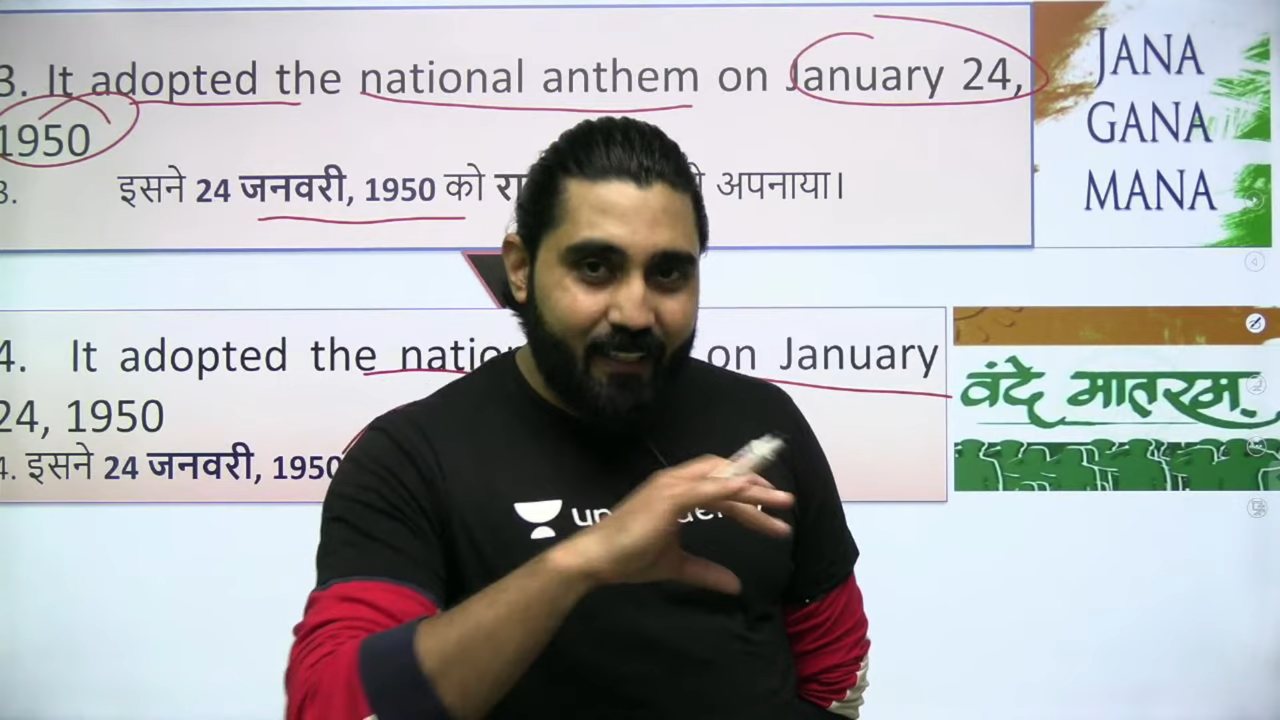 3. It adopted the national anthem on January 24,
1950
3. इसने 24 जनवरी, 1950 को रा ी अपनाया।
JANA
GANA
MANA
4. It adopted the natio on January
24, 1950
4. इसने 24 जनवरी, 1950
वंदे मातरम्
un